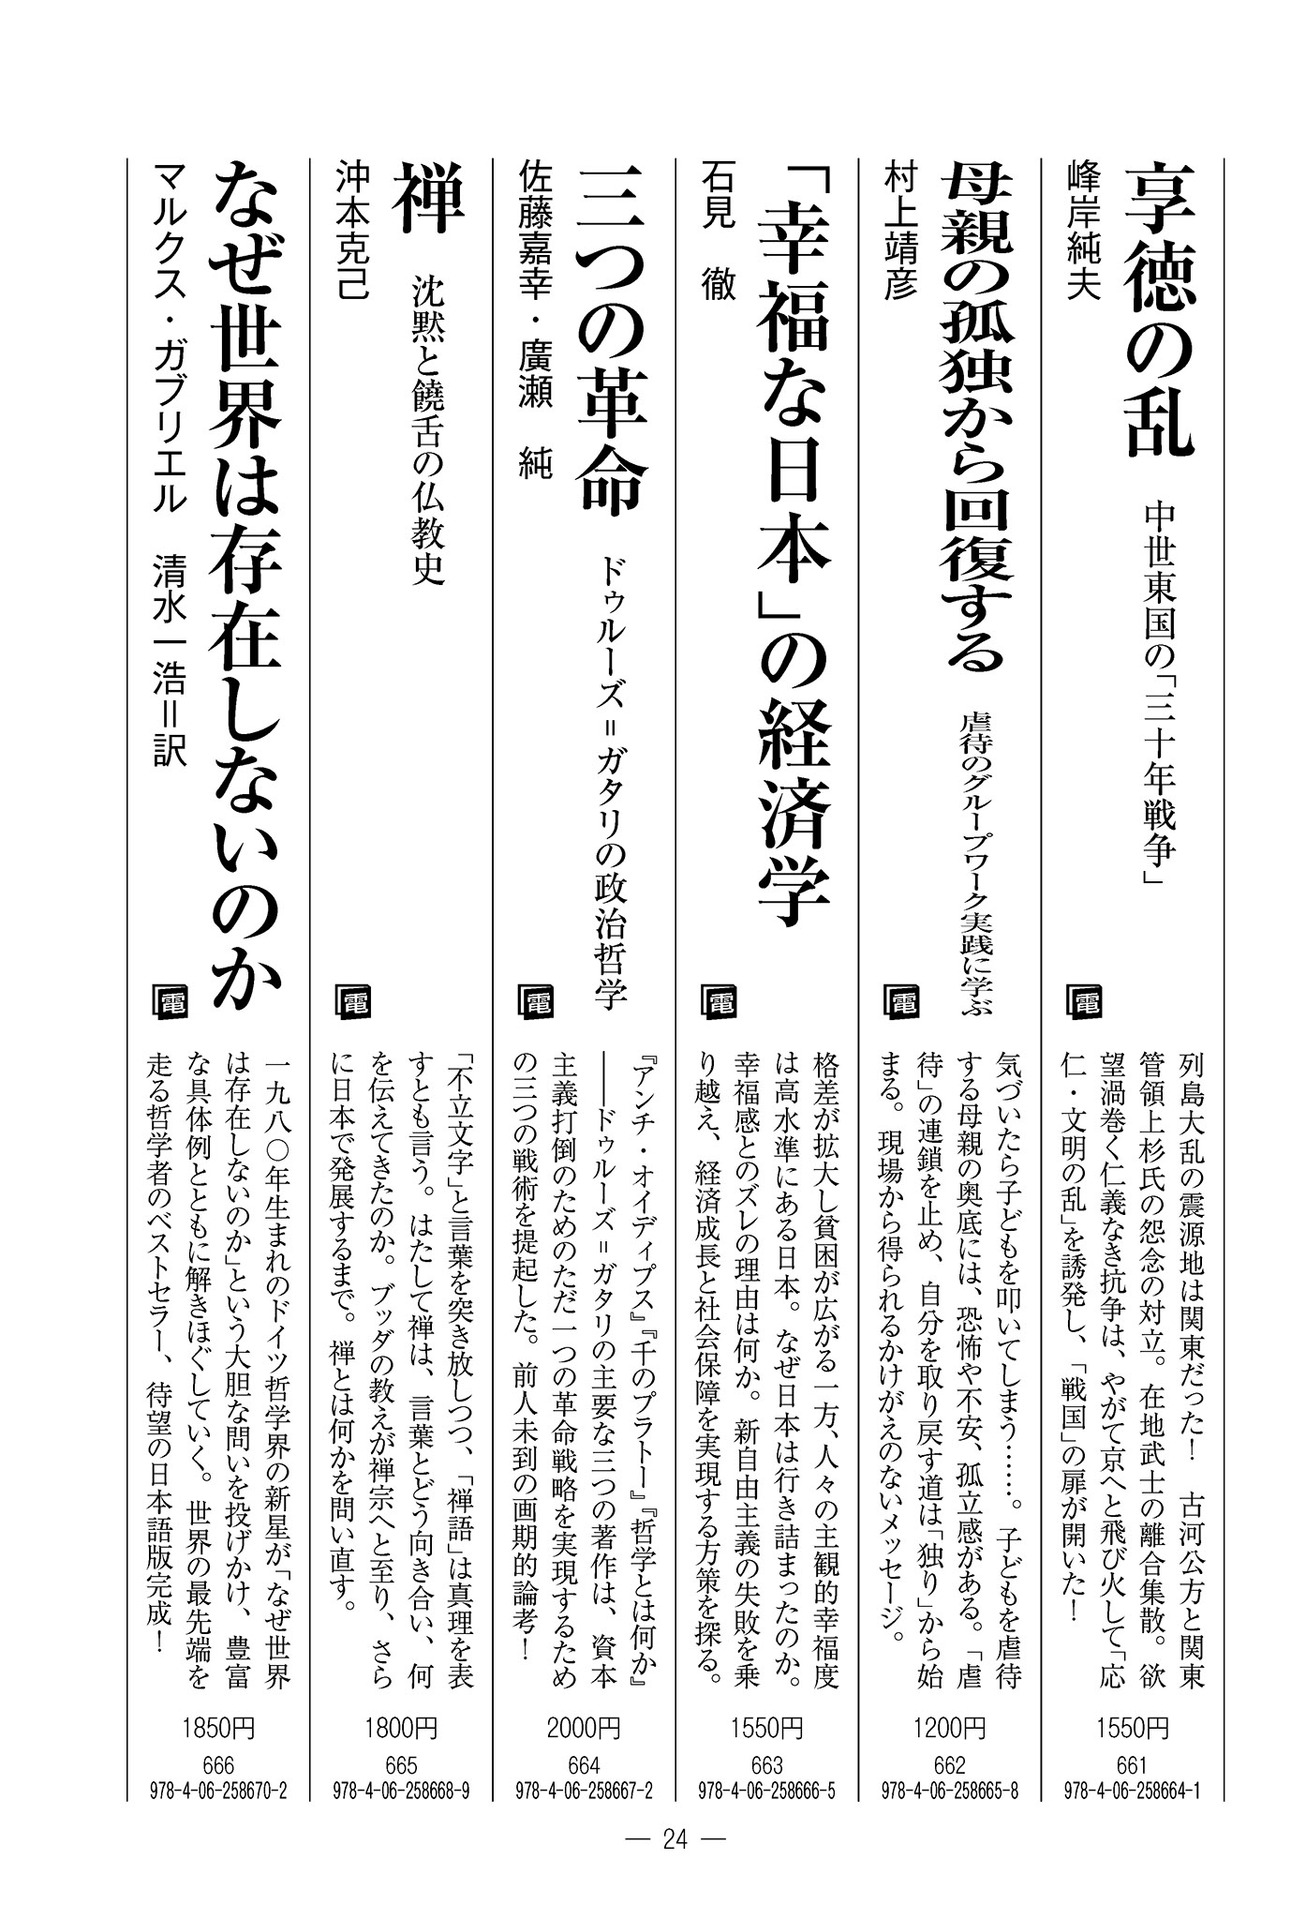 享徳の乱　中世東国の「三十年戦争」
峰岸純夫
電
列島大乱の震源地は関東だった！　古河公方と関東
管領上杉氏の怨念の対立。在地武士の離合集散。欲
望渦巻く仁義なき抗争は、やがて京へと飛び火して「応
仁・文明の乱」を誘発し、「戦国」の扉が開いた！
1550円
661
978-4-06-258664-1
母親の孤独から回復する　虐待のグループワーク実践に学ぶ
村上靖彦
電
気づいたら子どもを叩いてしまう……。子どもを虐待
する母親の奥底には、恐怖や不安、孤立感がある。「虐
待」の連鎖を止め、自分を取り戻す道は「独り」から始
まる。現場から得られるかけがえのないメッセージ。
1200円
662
978-4-06-258665-8
「幸福な日本」の経済学
石見　徹
電
格差が拡大し貧困が広がる一方、人々の主観的幸福度
は高水準にある日本。なぜ日本は行き詰まったのか。
幸福感とのズレの理由は何か。新自由主義の失敗を乗
り越え、経済成長と社会保障を実現する方策を探る。
1550円
663
978-4-06-258666-5
三つの革命　ドゥルーズ＝ガタリの政治哲学
佐藤嘉幸・廣瀬　純
電
『アンチ・オイディプス』『千のプラトー』『哲学とは何か』
――ドゥルーズ＝ガタリの主要な三つの著作は、資本
主義打倒のためのただ一つの革命戦略を実現するため
の三つの戦術を提起した。前人未到の画期的論考！
2000円
664
978-4-06-258667-2
禅　沈黙と饒舌の仏教史
沖本克己
電
「不立文字」と言葉を突き放しつつ、「禅語」は真理を表
すとも言う。はたして禅は、言葉とどう向き合い、何
を伝えてきたのか。ブッダの教えが禅宗へと至り、さら
に日本で発展するまで。禅とは何かを問い直す。
1800円
665
978-4-06-258668-9
なぜ世界は存在しないのか
マルクス・ガブリエル　清水一浩＝訳
電
一九八〇年生まれのドイツ哲学界の新星が「なぜ世界
は存在しないのか」という大胆な問いを投げかけ、豊富
な具体例とともに解きほぐしていく。世界の最先端を
走る哲学者のベストセラー、待望の日本語版完成！
1850円
666
978-4-06-258670-2
― 24 ―